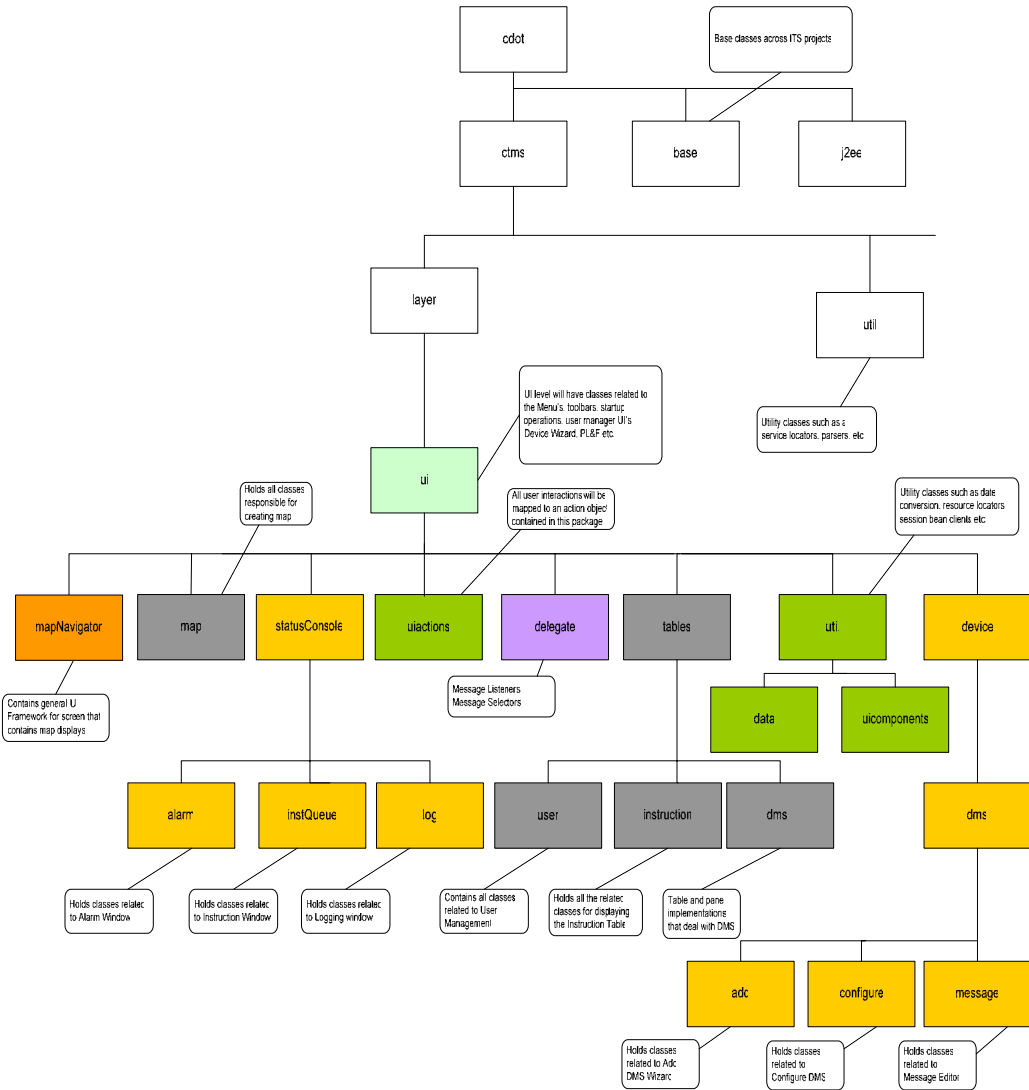 cdot
Base classes across ITS projects
ctms
base
j2ee
layer
util
UI level will have classes related to
the Menu's, toolbars, startup
operations, user manager UI's
Device Wizard, PL&F etc.
Utility classes such as a
service locators, parsers, etc
ui
Holds all classes
responsible for
creating map
All user interactions will be
mapped to an action object
contained in this package
Utility classes such as date
conversion, resource locators
session bean clients etc
mapNavigator
map
statusConsole
uiactions
delegate
tables
util
device
Contains general UI
Framework for screen that
contains map displays
Message Listeners
Message Selectors
data
uicomponents
alarm
instQueue
log
user
instruction
dms
dms
Holds classes related
to Alarm Window
Holds classes related
to Instruction Window
Holds classes related
to Logging window
Contains all classes
related to User
Management
Holds all the related
classes for displaying
the Instruction Table
Table and pane
implementations
that deal with DMS
add
configure
message
Holds classes
related to Add
DMS Wizard
Holds classes
related to
Configure DMS
Holds classes
related to
Message Editor